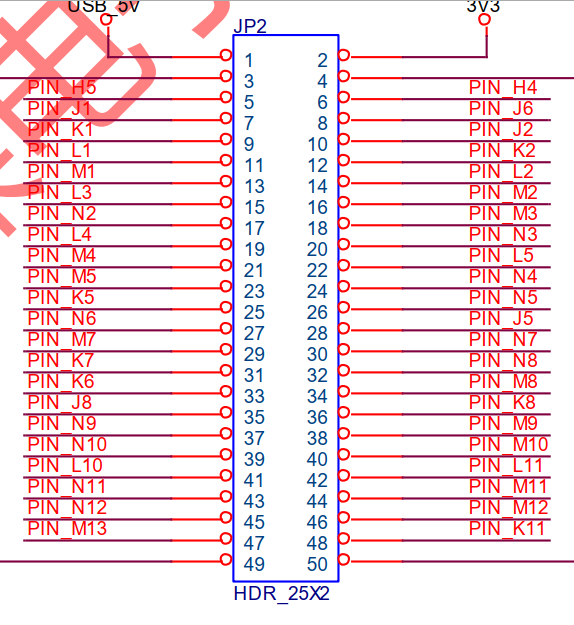 USB_5V 3V3
JP2
1 2
3 4
PIN_H5 5 6 PIN_H4
PIN_J1 7 8 PIN_J6
PIN_K1 9 10 PIN_J2
PIN_L1 11 12 PIN_K2
PIN_M1 13 14 PIN_L2
PIN_L3 15 16 PIN_M2
PIN_N2 17 18 PIN_M3
PIN_L4 19 20 PIN_N3
PIN_M4 21 22 PIN_L5
PIN_M5 23 24 PIN_N4
PIN_K5 25 26 PIN_N5
PIN_N6 27 28 PIN_J5
PIN_M7 29 30 PIN_N7
PIN_K7 31 32 PIN_N8
PIN_K6 33 34 PIN_M8
PIN_J8 35 36 PIN_K8
PIN_N9 37 38 PIN_M9
PIN_N10 39 40 PIN_M10
PIN_L10 41 42 PIN_L11
PIN_N11 43 44 PIN_M11
PIN_N12 45 46 PIN_M12
PIN_M13 47 48 PIN_K11
49 50
HDR_25X2